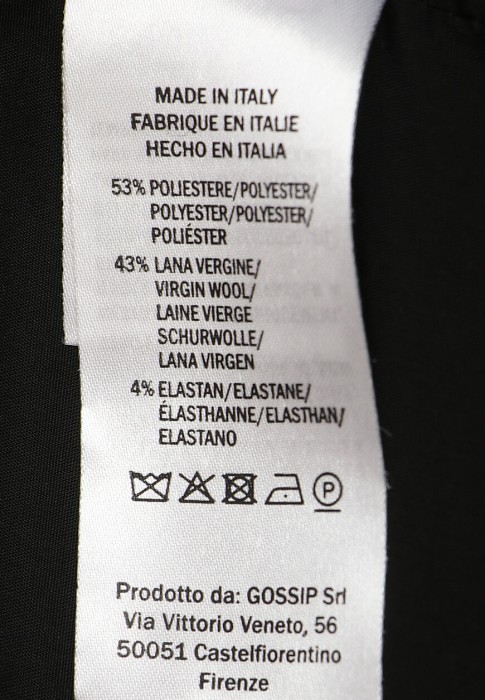 MADE IN ITALY
FABRIQUE EN ITALIE
HECHO EN ITALIA
53% POLIESTERE/POLYESTER/
POLYESTER/POLYESTER/
POLIÉSTER
43% LANA VERGINE/
VIRGIN WOOL/
LAINE VIERGE
SCHURWOLLE/
LANA VIRGEN
4% ELASTAN/ELASTANE/
ÉLASTHANNE/ELASTHAN/
ELASTANO
P
Prodotto da: GOSSIP Srl
Via Vittorio Veneto, 56
50051 Castelfiorentino
Firenze